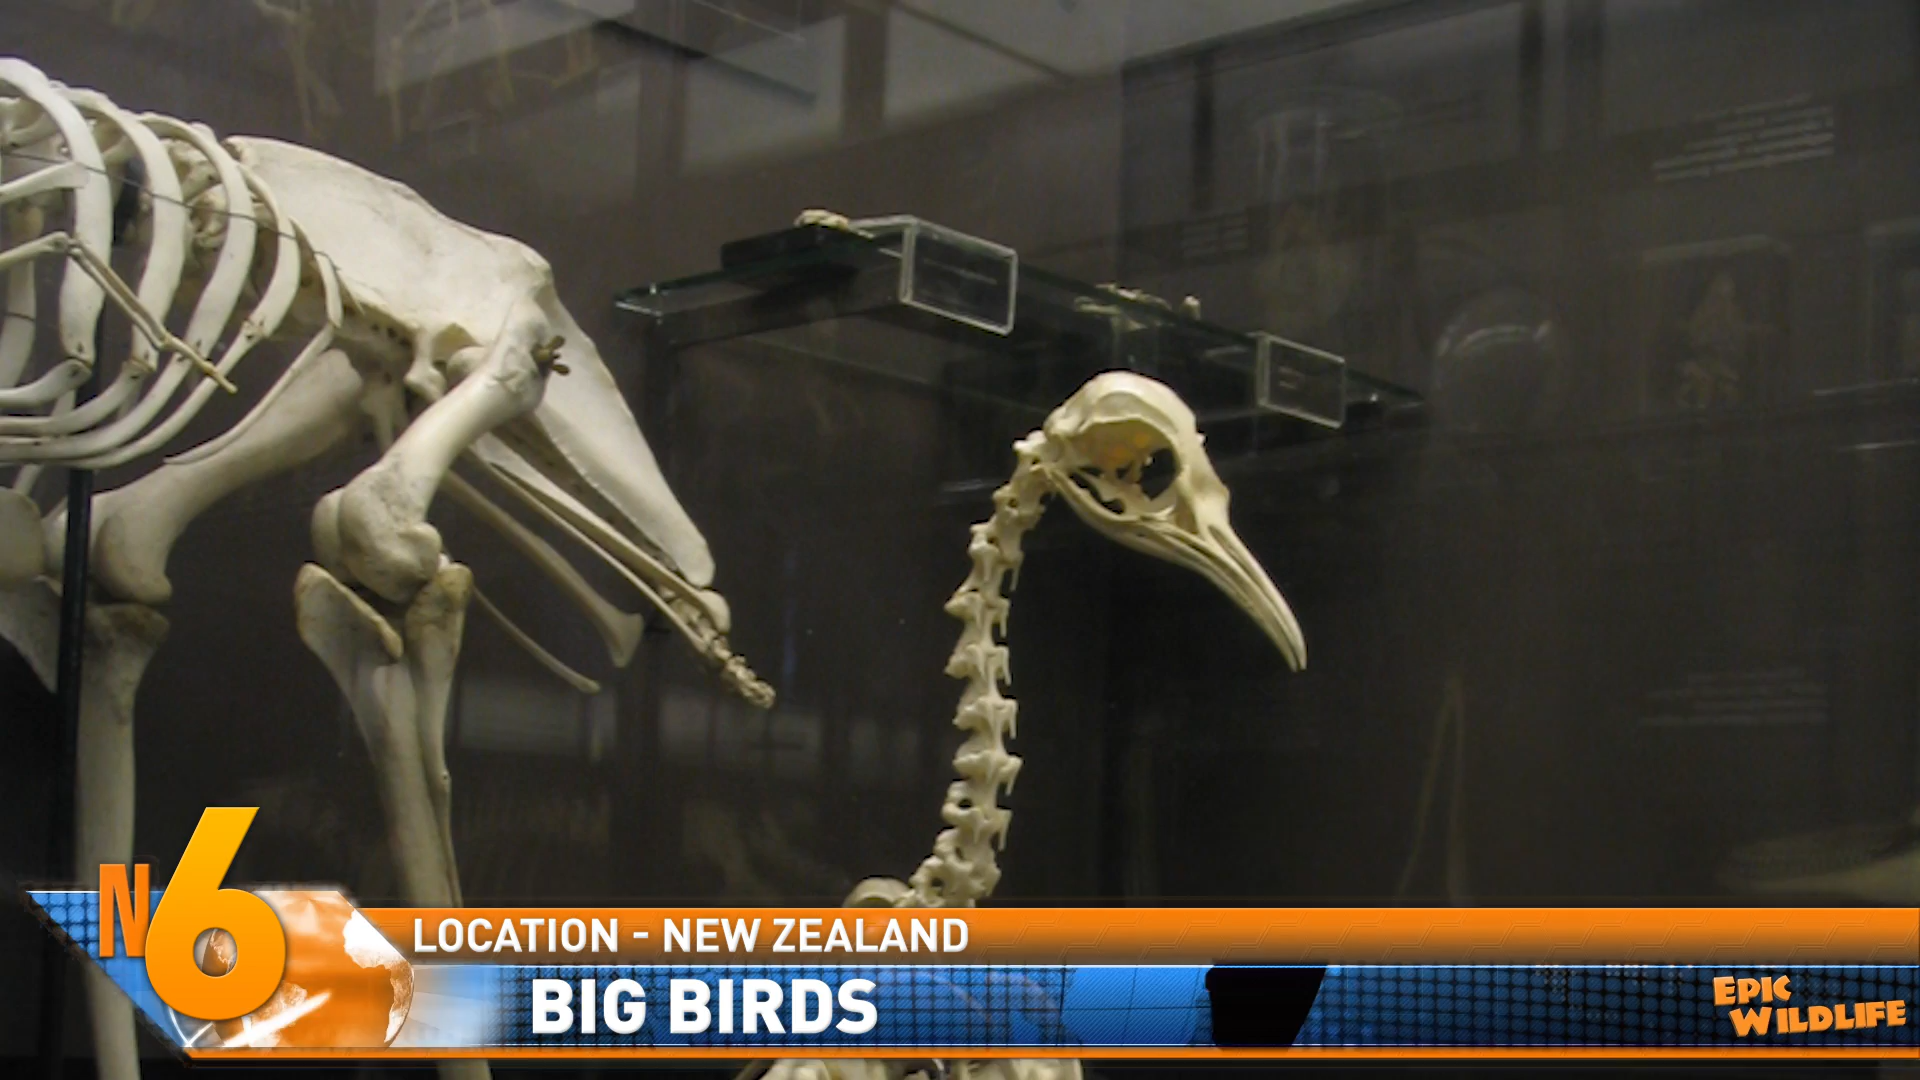 N6
LOCATION - NEW ZEALAND
BIG BIRDS
EPIC
WILDLIFE